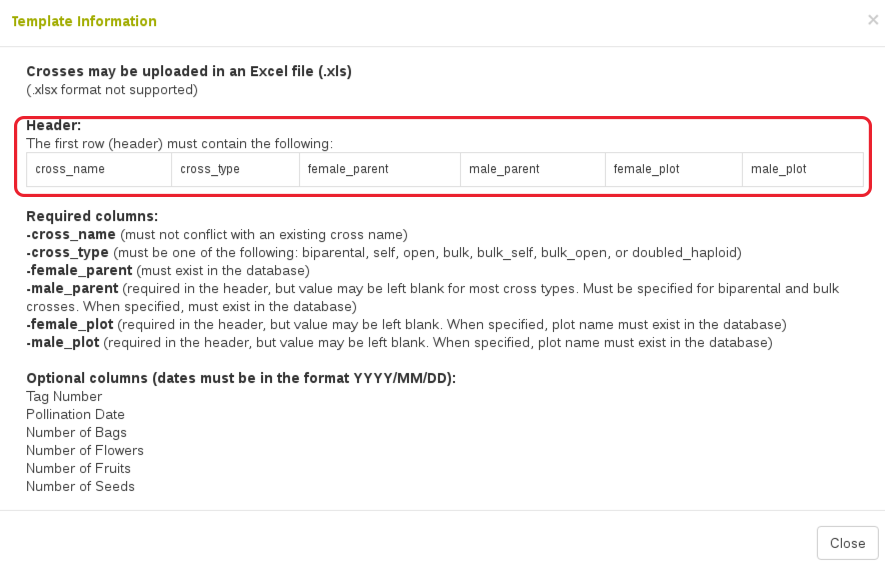 Template Information
×
Crosses may be uploaded in an Excel file (.xls)
(.xlsx format not supported)
Header:
The first row (header) must contain the following:
cross_name cross_type female_parent male_parent female_plot male_plot
Required columns:
-cross_name (must not conflict with an existing cross name)
-cross_type (must be one of the following: biparental, self, open, bulk, bulk_self, bulk_open, or doubled_haploid)
-female_parent (must exist in the database)
-male_parent (required in the header, but value may be left blank for most cross types. Must be specified for biparental and bulk
crosses. When specified, must exist in the database)
-female_plot (required in the header, but value may be left blank. When specified, plot name must exist in the database)
-male_plot (required in the header, but value may be left blank. When specified, plot name must exist in the database)
Optional columns (dates must be in the format YYYY/MM/DD):
Tag Number
Pollination Date
Number of Bags
Number of Flowers
Number of Fruits
Number of Seeds
Close